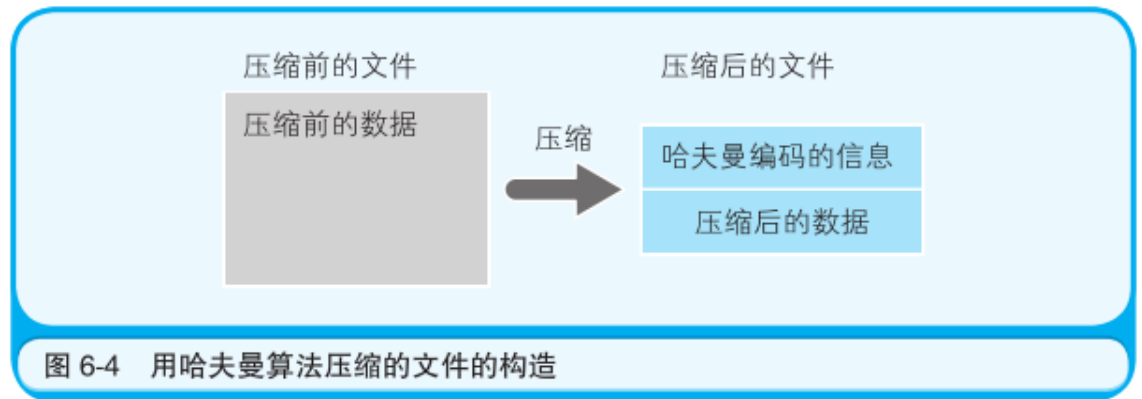 压缩前的文件
压缩后的文件
压缩前的数据
压缩
哈夫曼编码的信息
压缩后的数据
图 6-4 用哈夫曼算法压缩的文件的构造